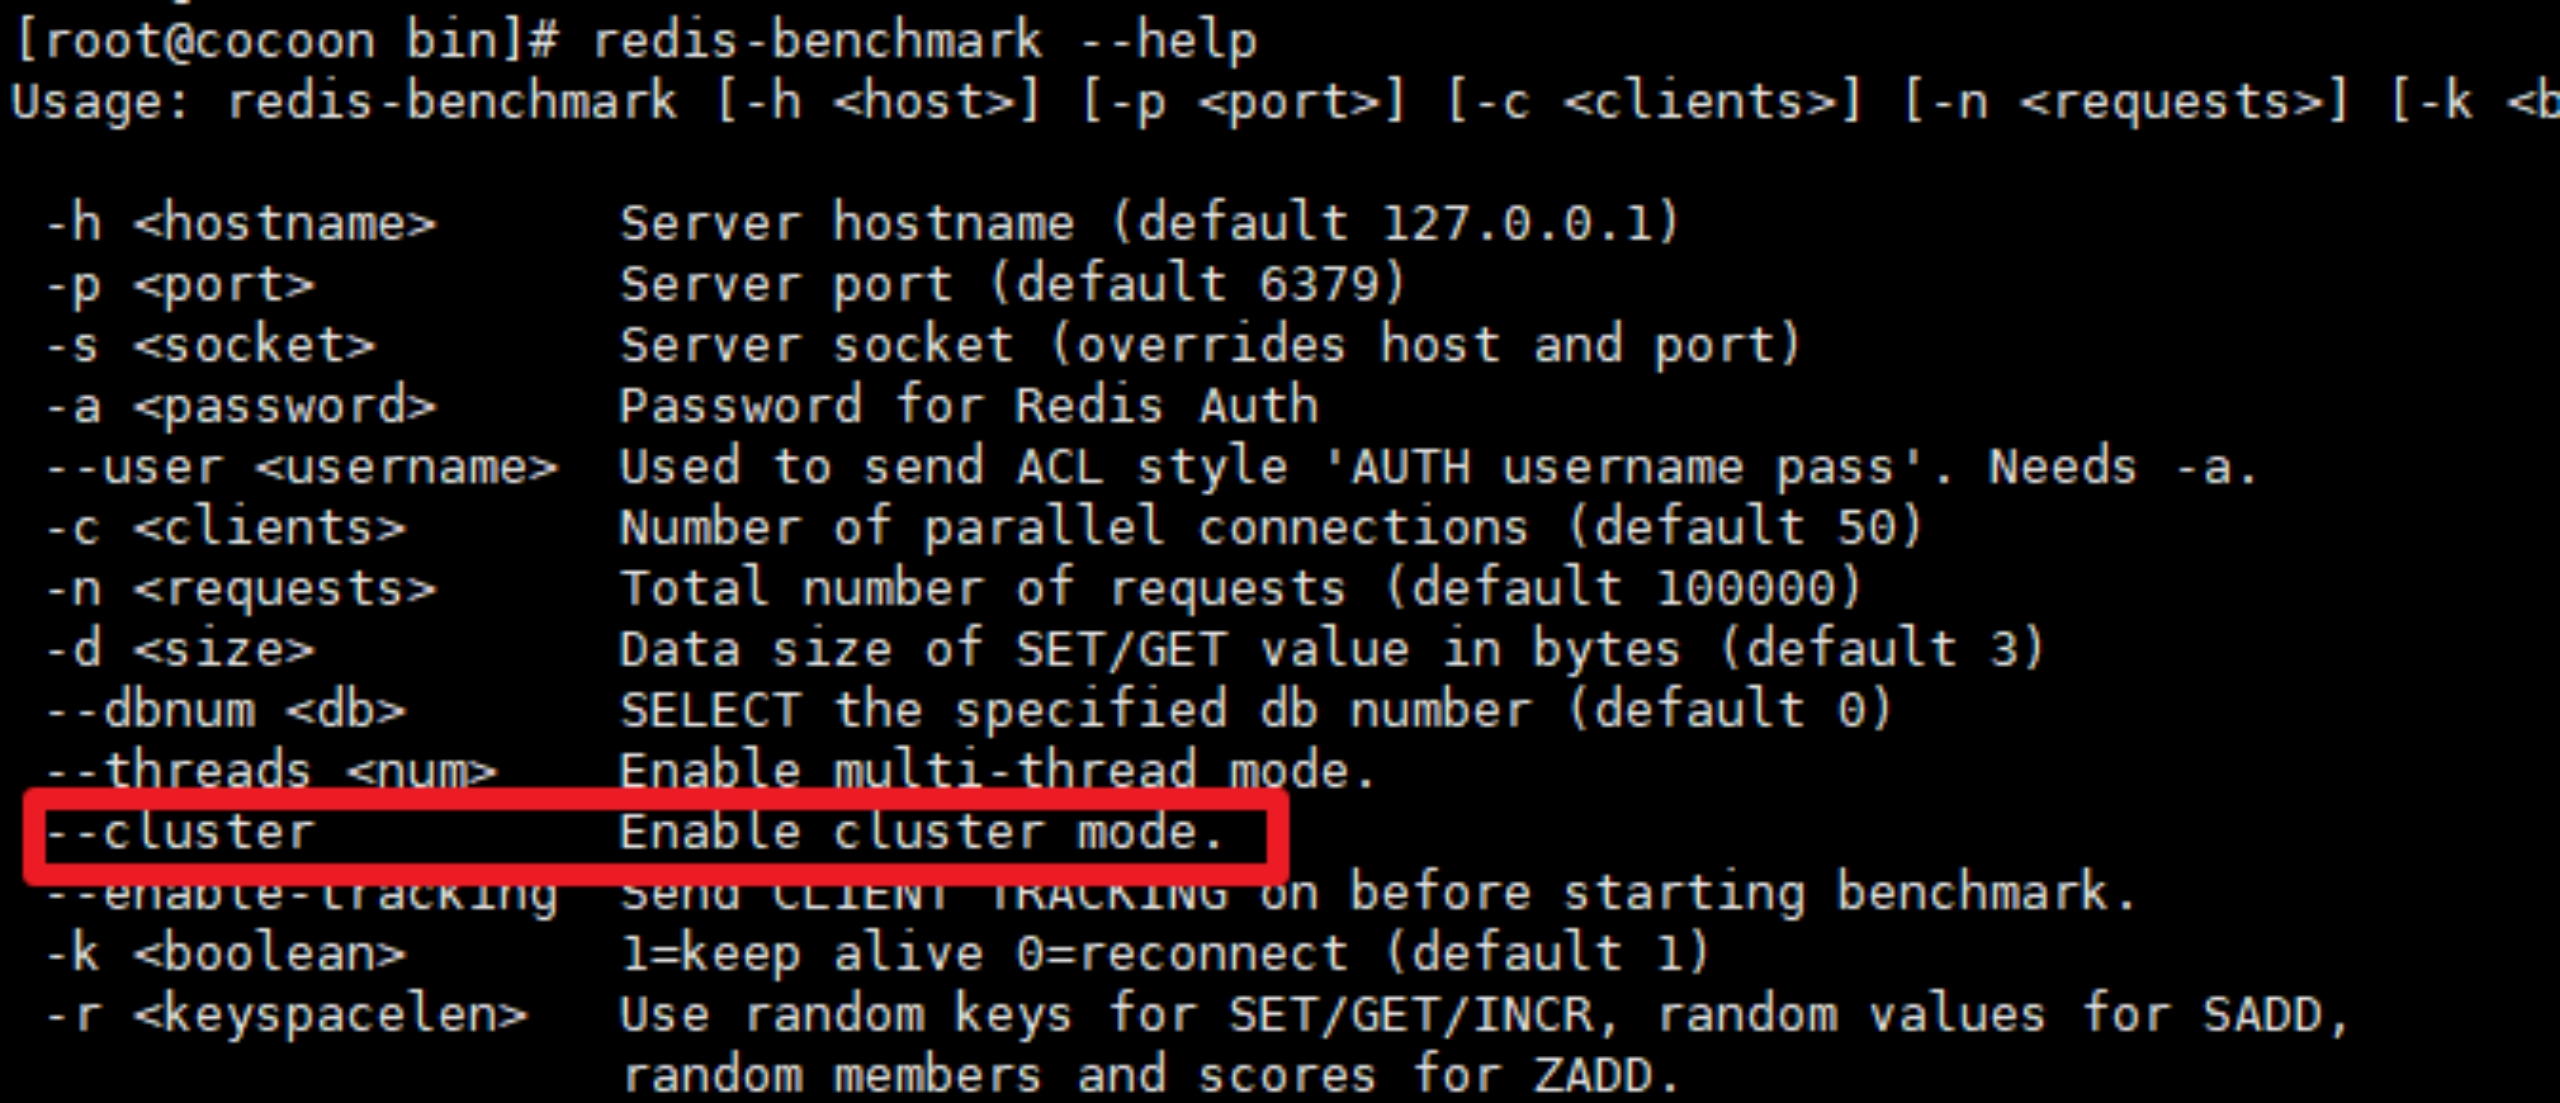 [root@cocoon bin]# redis-benchmark --help
Usage: redis-benchmark [-h <host>] [-p <port>] [-c <clients>] [-n <requests>] [-k <b
-h <hostname> Server hostname (default 127.0.0.1)
-p <port> Server port (default 6379)
-s <socket> Server socket (overrides host and port)
-a <password> Password for Redis Auth
--user <username> Used to send ACL style 'AUTH username pass'. Needs -a.
-c <clients> Number of parallel connections (default 50)
-n <requests> Total number of requests (default 100000)
-d <size> Data size of SET/GET value in bytes (default 3)
--dbnum <db> SELECT the specified db number (default 0)
--threads <num> Enable multi-thread mode.
--cluster Enable cluster mode.
--enable-tracking Send CLIENT TRACKING on before starting benchmark.
-k <boolean> 1=keep alive 0=reconnect (default 1)
-r <keyspacelen> Use random keys for SET/GET/INCR, random values for SADD,
random members and scores for ZADD.